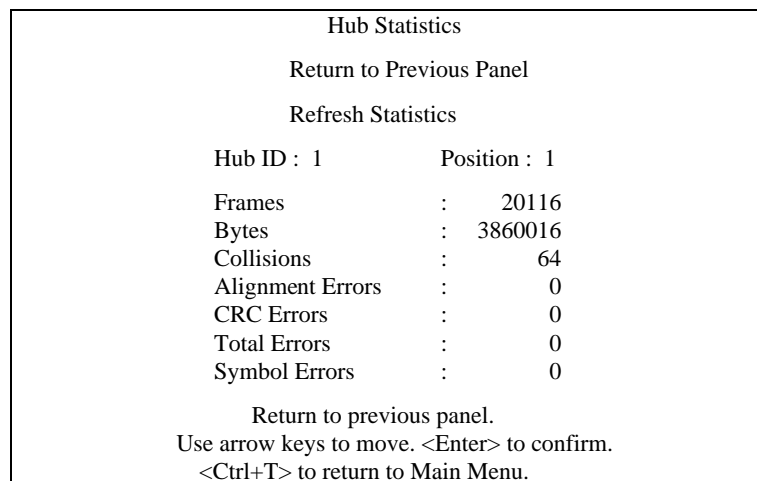 Hub Statistics
Return to Previous Panel
Refresh Statistics
Hub ID : 1 Position : 1
Frames : 20116
Bytes : 3860016
Collisions : 64
Alignment Errors : 0
CRC Errors : 0
Total Errors : 0
Symbol Errors : 0
Return to previous panel.
Use arrow keys to move. <Enter> to confirm.
<Ctrl+T> to return to Main Menu.